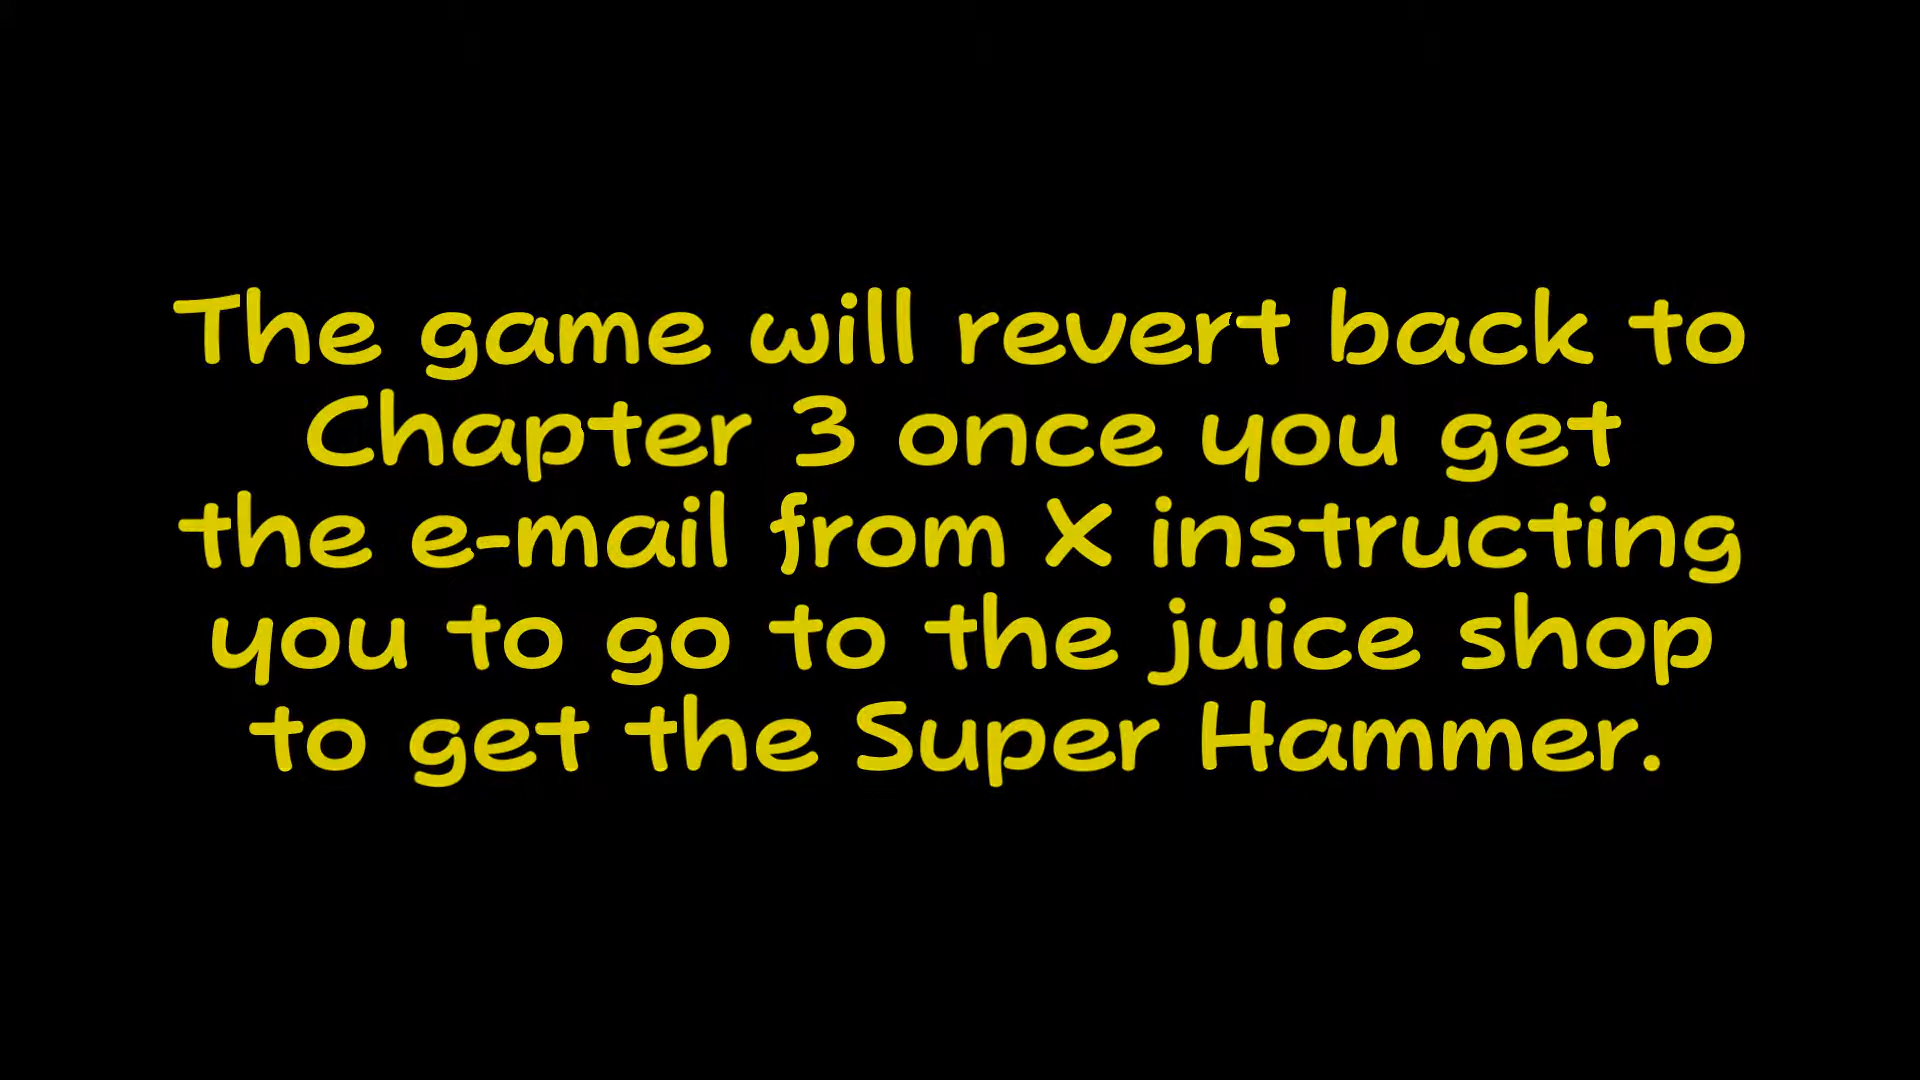 The game will revert back to
Chapter 3 once you get
the e-mail from X instructing
you to go to the juice shop
to get the Super Hammer.